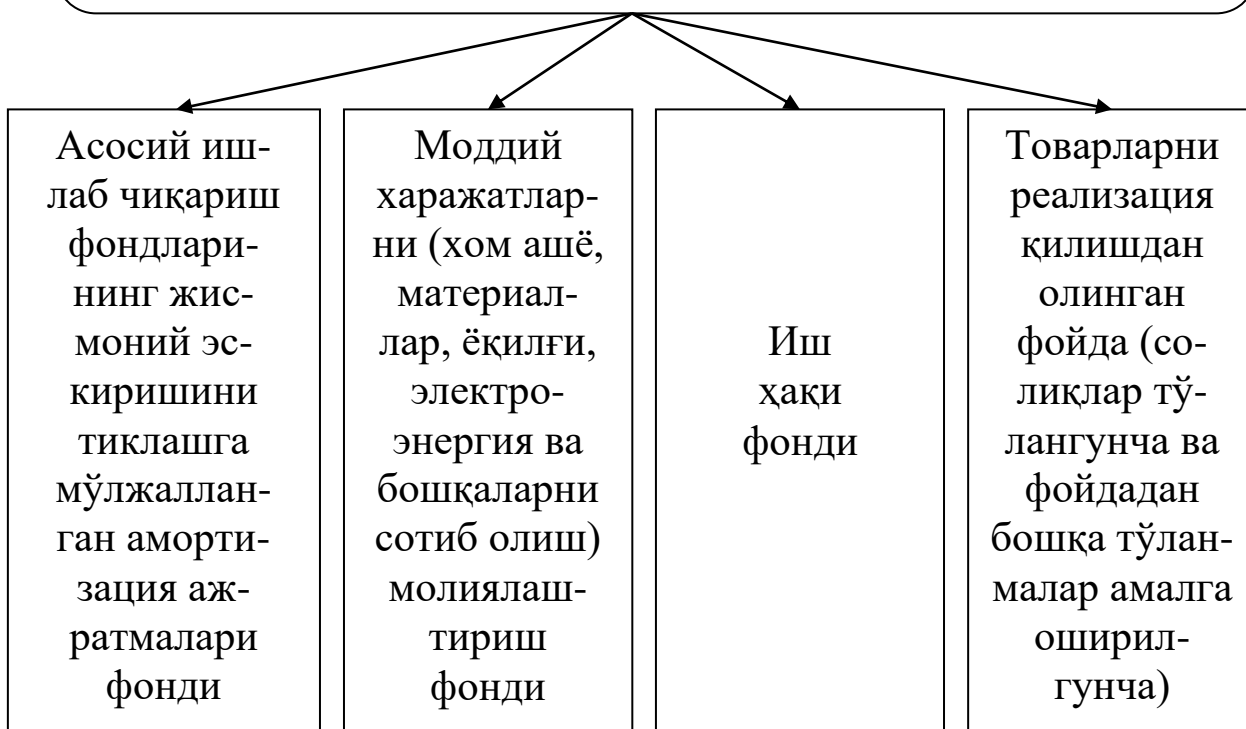 Асосий иш-
лаб чиқариш
фондлари-
нинг жис-
моний эс-
киришини
тиклашга
мўлжаллан-
ган аморти-
зация аж-
ратмалари
фонди
Моддий
харажатлар-
ни (хом ашё,
материал-
лар, ёқилғи,
электро-
энергия ва
бошқаларни
сотиб олиш)
молиялаш-
тириш
фонди
Иш
ҳақи
фонди
Товарларни
реализация
қилишдан
олинган
фойда (со-
лиқлар тў-
лангунча ва
фойдадан
бошқа тўлан-
малар амалга
оширил-
гунча)